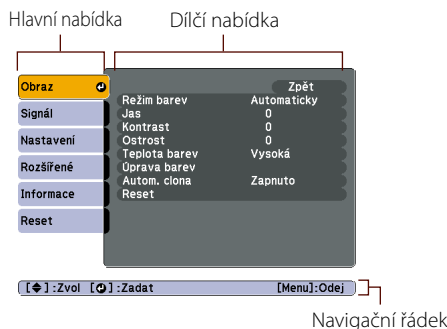 Hlavní nabídka
Dílčí nabídka
Obraz
Signál
Nastavení
Rozšířené
Informace
Reset
Zpět
Režim barev Automaticky
Jas 0
Kontrast 0
Ostrost 0
Teplota barev Vysoká
Úprava barev
Autom. clona Zapnuto
Reset
[ ] :Zvol [ ] :Zadat [Menu]:Odej
Navigační řádek